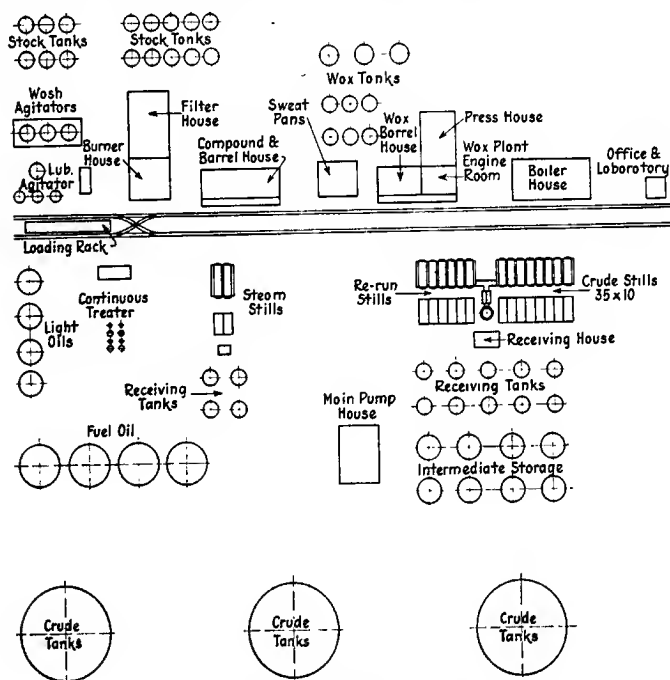 Stock Tanks
Stock Tanks
Wox Tonks
Wosh
Agitators
Filter
House
Sweat
Pans
Wox
Borrel
House
Press House
Burner
House
Compound &
Barrel House
Wox Plont
Engine
Room
Boiler
House
Office &
Loborotory
Lub.
Agitator
Loading Rack
Light
Oils
Continuous
Treater
Steom
Stills
Re-run
Stills
Crude Stills
35x10
Receiving House
Receiving
Tanks
Moin Pump
House
Receiving Tanks
Fuel Oil
Intermediate Storage
Crude
Tanks
Crude
Tanks
Crude
Tanks